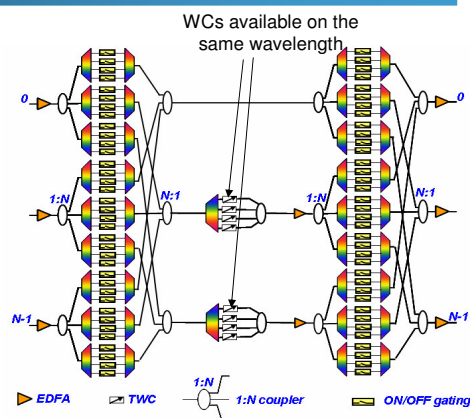 WCs available on the
same wavelength
0
0
1:N
N:1
1:N
N:1
N-1
N-1
EDFA
TWC
1:N
1:N coupler
ON/OFF gating